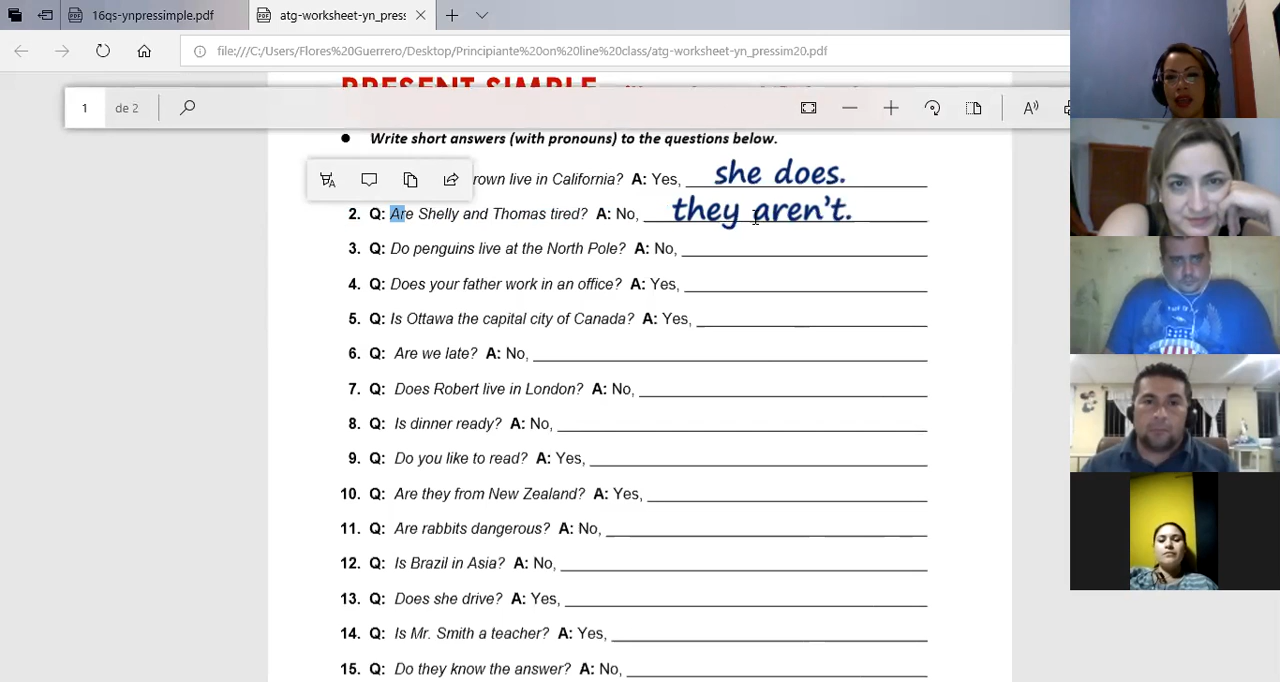 16qs-ynpressimple.pdf
atg-worksheet-yn_press
file:///C:/Users/Flores%20Guerrero/Desktop/Principiante%20on%20line%20class/atg-worksheet-yn_pressim20.pdf
PRESENT SIMPLE
1 de 2
● Write short answers (with pronouns) to the questions below.
rown live in California? A: Yes, she does.
2. Q: Are Shelly and Thomas tired? A: No, they aren't.
3. Q: Do penguins live at the North Pole? A: No,
4. Q: Does your father work in an office? A: Yes,
5. Q: Is Ottawa the capital city of Canada? A: Yes,
6. Q: Are we late? A: No,
7. Q: Does Robert live in London? A: No,
8. Q: Is dinner ready? A: No,
9. Q: Do you like to read? A: Yes,
10. Q: Are they from New Zealand? A: Yes,
11. Q: Are rabbits dangerous? A: No,
12. Q: Is Brazil in Asia? A: No,
13. Q: Does she drive? A: Yes,
14. Q: Is Mr. Smith a teacher? A: Yes,
15. Q: Do they know the answer? A: No,